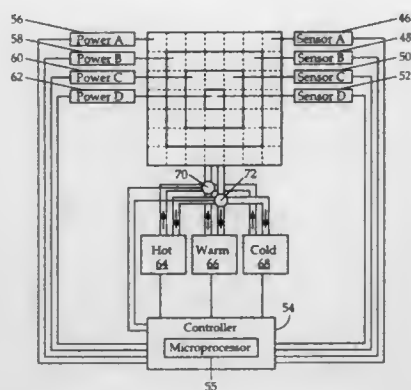 56
58
60
62
Power A
Power B
Power C
Power D
46
48
50
52
Sensor A
Sensor B
Sensor C
Sensor D
70
72
Hot
64
Warm
66
Cold
68
54
Controller
Microprocessor
55